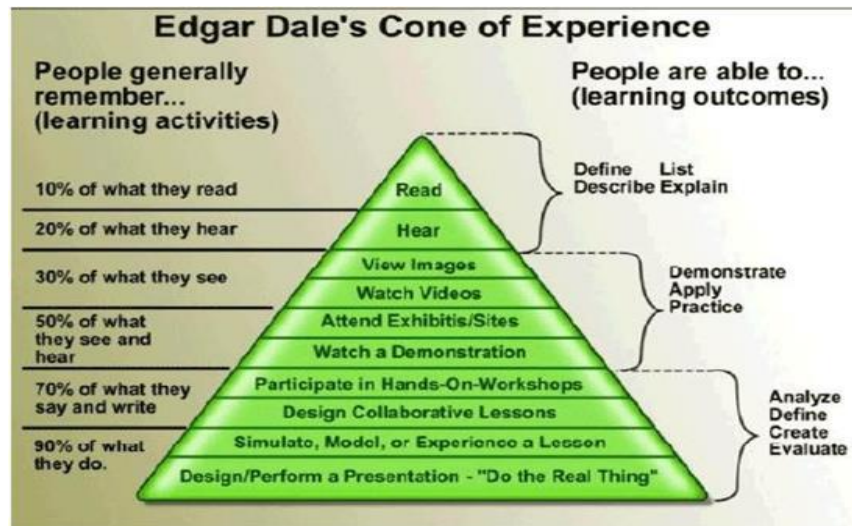 Edgar Dale's Cone of Experience
People generally
remember...
(learning activities)
People are able to...
(learning outcomes)
10% of what they read
20% of what they hear
30% of what they see
50% of what
they see and
hear
70% of what they
say and write
90% of what
they do.
Read
Hear
View Images
Watch Videos
Attend Exhibitis/Sites
Watch a Demonstration
Participate in Hands-On-Workshops
Design Collaborative Lessons
Simulate, Model, or Experience a Lesson
Design/Perform a Presentation - "Do the Real Thing"
Define List
Describe Explain
Demonstrate
Apply
Practice
Analyze
Define
Create
Evaluate